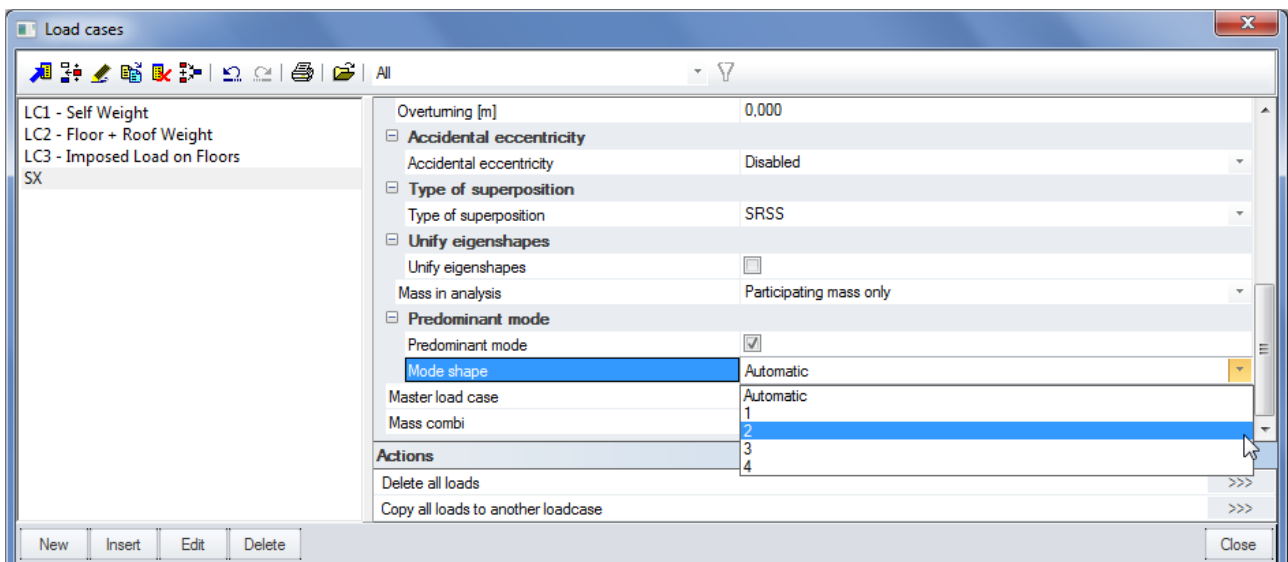 Load cases
All
LC1 - Self Weight
LC2 - Floor + Roof Weight
LC3 - Imposed Load on Floors
SX
Overturning [m] 0,000
Accidental eccentricity
Accidental eccentricity Disabled
Type of superposition
Type of superposition SRSS
Unify eigenshapes
Unify eigenshapes
Mass in analysis Participating mass only
Predominant mode
Predominant mode
Mode shape Automatic
Master load case Automatic
1
Mass combi
2
3
4
Actions
Delete all loads >>>
Copy all loads to another loadcase >>>
New Insert Edit Delete Close